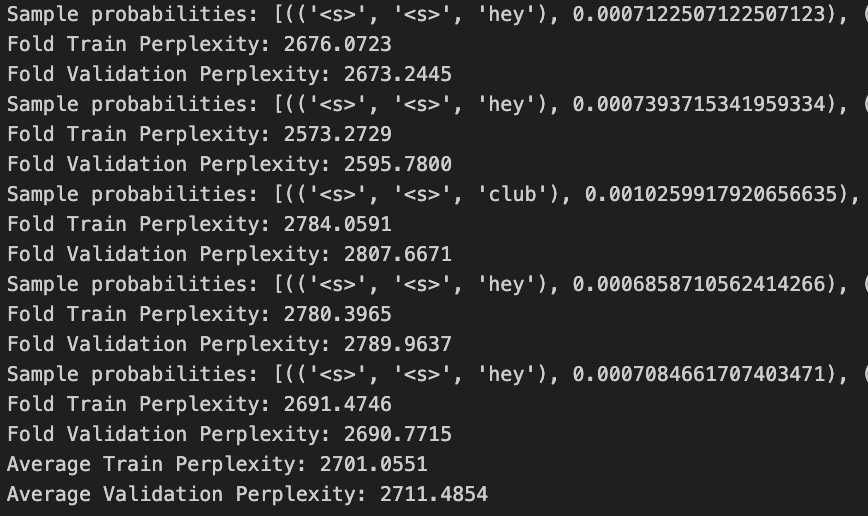 Sample probabilities: [(('<s>', '<s>', 'hey'), 0.0007122507122507123), (
Fold Train Perplexity: 2676.0723
Fold Validation Perplexity: 2673.2445
Sample probabilities: [(('<s>', '<s>', 'hey'), 0.0007393715341959334), (
Fold Train Perplexity: 2573.2729
Fold Validation Perplexity: 2595.7800
Sample probabilities: [(('<s>', '<s>', 'club'), 0.0010259917920656635),
Fold Train Perplexity: 2784.0591
Fold Validation Perplexity: 2807.6671
Sample probabilities: [(('<s>', '<s>', 'hey'), 0.0006858710562414266), (
Fold Train Perplexity: 2780.3965
Fold Validation Perplexity: 2789.9637
Sample probabilities: [(('<s>', '<s>', 'hey'), 0.0007084661707403471), (
Fold Train Perplexity: 2691.4746
Fold Validation Perplexity: 2690.7715
Average Train Perplexity: 2701.0551
Average Validation Perplexity: 2711.4854